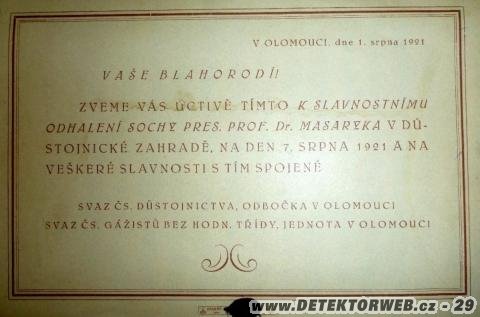 V OLOMOUCI, dne 1. srpna 1921
VAŠE BLAHORODÍ!
ZVEME VÁS ÚCTIVĚ TÍMTO K SLAVNOSTNÍMU
ODHALENÍ SOCHY PRES. PROF. Dr. MASARYKA V DŮ-
STOJNICKÉ ZAHRADĚ, NA DEN 7. SRPNA 1921 A NA
VEŠKERÉ SLAVNOSTI S TÍM SPOJENÉ
SVAZ ČS. DŮSTOJNICTVA, ODBOČKA V OLOMOUCI
SVAZ ČS. GÁŽISTŮ BEZ HODN. TŘÍDY, JEDNOTA V OLOMOUCI
www.DETEKTORWEB.cz - 29